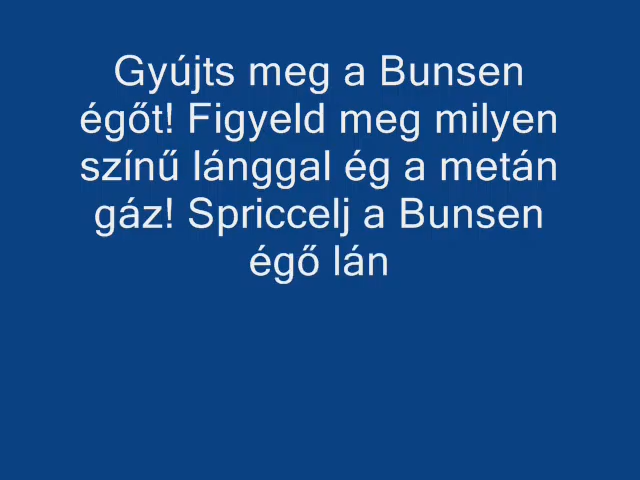 Gyújts meg a Bunsen
égőt! Figyeld meg milyen
színű lánggal ég a metán
gáz! Spriccelj a Bunsen
égő lán